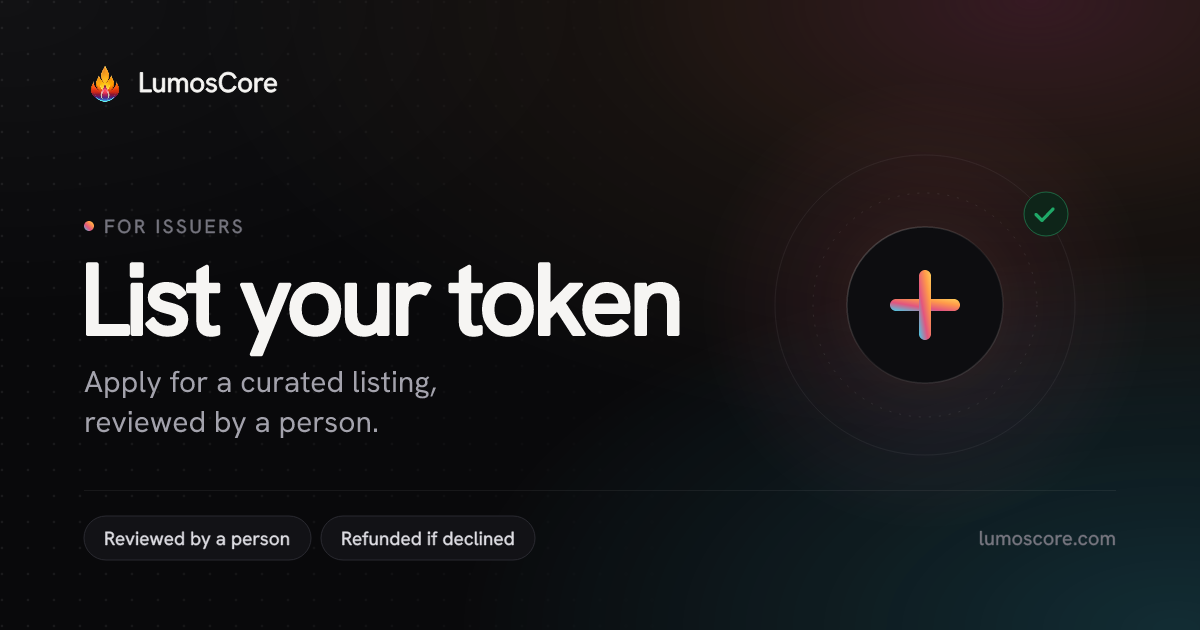 LumosCore
FOR ISSUERS
List your token
Apply for a curated listing,
reviewed by a person.
Reviewed by a person
Refunded if declined
lumoscore.com